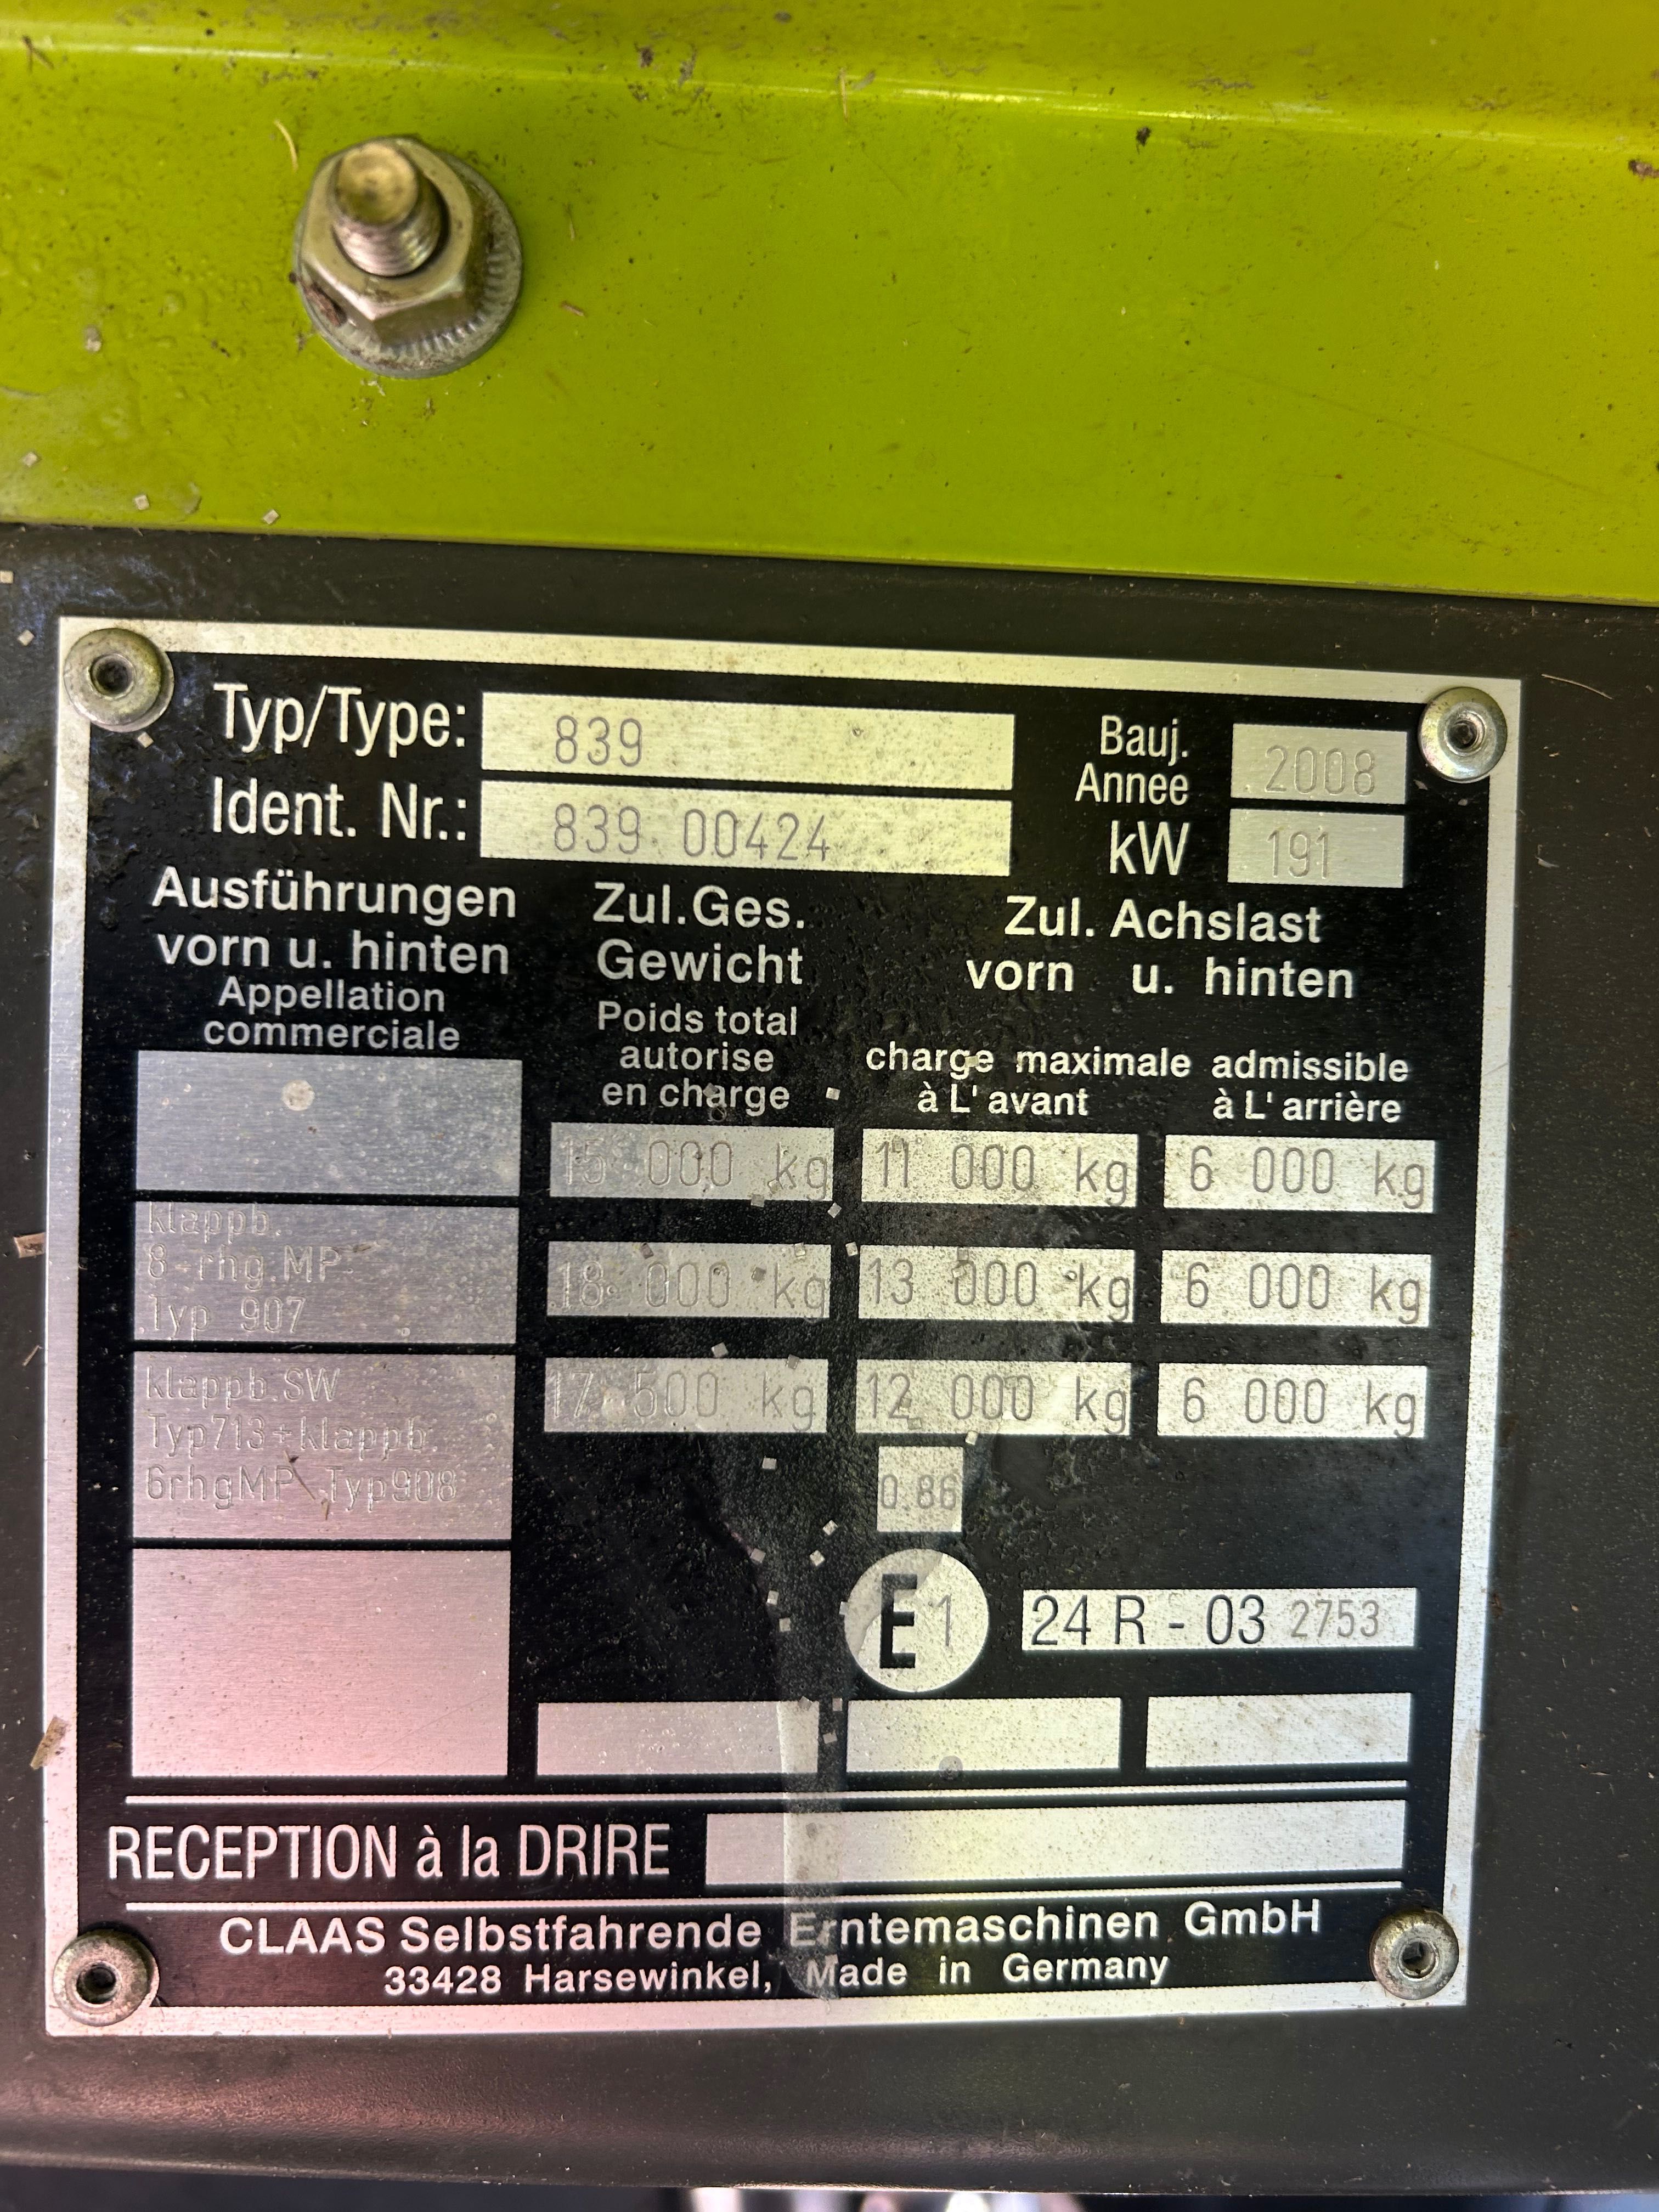 Typ/Type: 839
Bauj. Annee 2008
Ident. Nr.: 839 00424
kW 191
Ausführungen
vorn u. hinten
Appellation
commerciale
Zul.Ges.
Gewicht
Poids total
autorise
en charge
Zul. Achslast
vorn u. hinten
charge maximale admissible
à L' avant à L' arrière
15 000 kg 11 000 kg 6 000 kg
klappb.
8-rhg.MP
Typ 907
18 000 kg 13 000 kg 6 000 kg
klappb.SW
Typ713+klappb.
6rhgMP Typ908
17 500 kg 12 000 kg 6 000 kg
0.86
E1 24 R - 03 2753
RECEPTION à la DRIRE
CLAAS Selbstfahrende Erntemaschinen GmbH
33428 Harsewinkel, Made in Germany